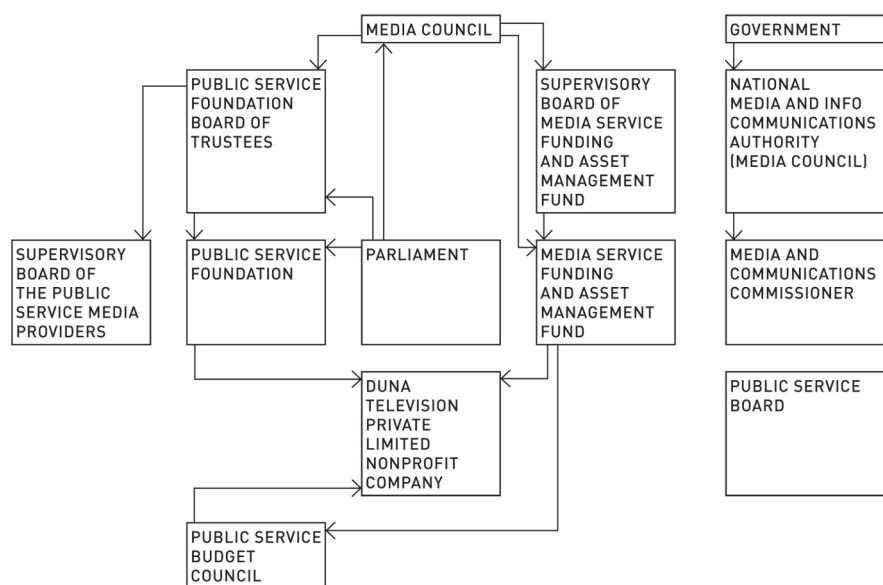 MEDIA COUNCIL
GOVERNMENT
PUBLIC SERVICE
FOUNDATION
BOARD OF
TRUSTEES
SUPERVISORY
BOARD OF
MEDIA SERVICE
FUNDING
AND ASSET
MANAGEMENT
FUND
NATIONAL
MEDIA AND INFO
COMMUNICATIONS
AUTHORITY
(MEDIA COUNCIL)
SUPERVISORY
BOARD OF
THE PUBLIC
SERVICE MEDIA
PROVIDERS
PUBLIC SERVICE
FOUNDATION
PARLIAMENT
MEDIA SERVICE
FUNDING
AND ASSET
MANAGEMENT
FUND
MEDIA AND
COMMUNICATIONS
COMMISSIONER
DUNA
TELEVISION
PRIVATE
LIMITED
NONPROFIT
COMPANY
PUBLIC SERVICE
BOARD
PUBLIC SERVICE
BUDGET
COUNCIL